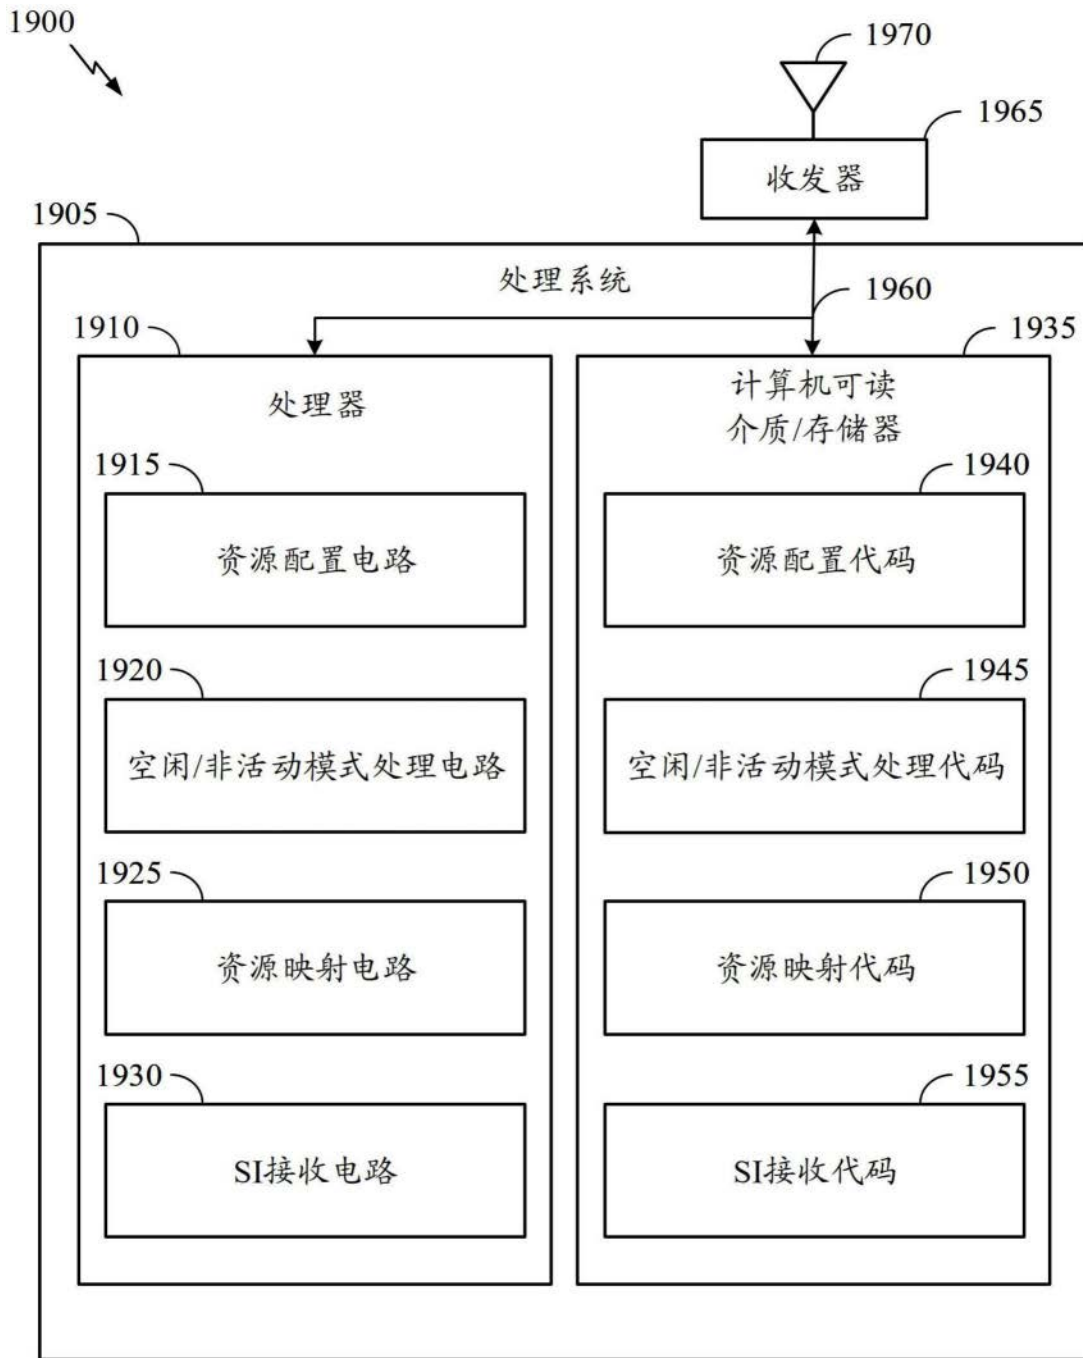 1900
1970
1965
收发器
1905
处理系统
1960
1910
1935
处理器
计算机可读
介质/存储器
1915
1940
资源配置电路
资源配置代码
1920
1945
空闲/非活动模式处理电路
空闲/非活动模式处理代码
1925
1950
资源映射电路
资源映射代码
1930
1955
SI接收电路
SI接收代码